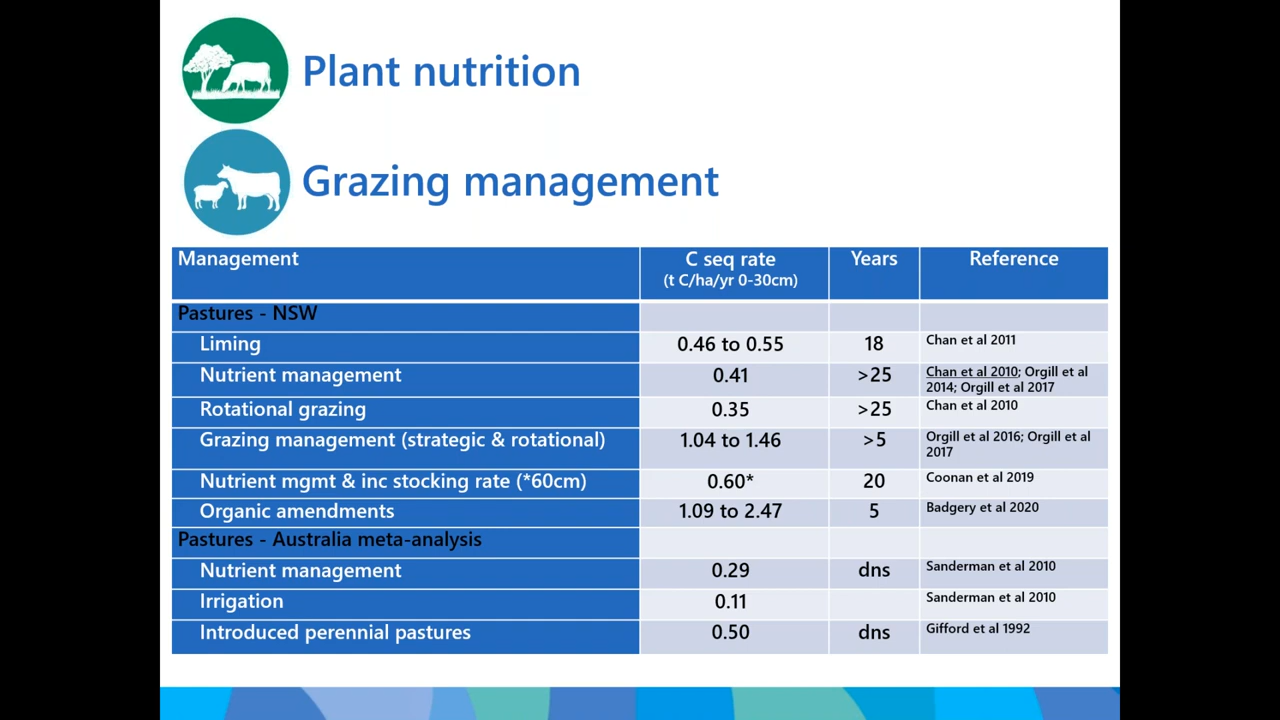 Plant nutrition
Grazing management
Management C seq rate Years Reference
(t C/ha/yr 0-30cm)
Pastures - NSW
Liming 0.46 to 0.55 18 Chan et al 2011
Nutrient management 0.41 >25 Chan et al 2010; Orgill et al
2014; Orgill et al 2017
Rotational grazing 0.35 >25 Chan et al 2010
Grazing management (strategic & rotational) 1.04 to 1.46 >5 Orgill et al 2016; Orgill et al
2017
Nutrient mgmt & inc stocking rate (*60cm) 0.60* 20 Coonan et al 2019
Organic amendments 1.09 to 2.47 5 Badgery et al 2020
Pastures - Australia meta-analysis
Nutrient management 0.29 dns Sanderman et al 2010
Irrigation 0.11 Sanderman et al 2010
Introduced perennial pastures 0.50 dns Gifford et al 1992